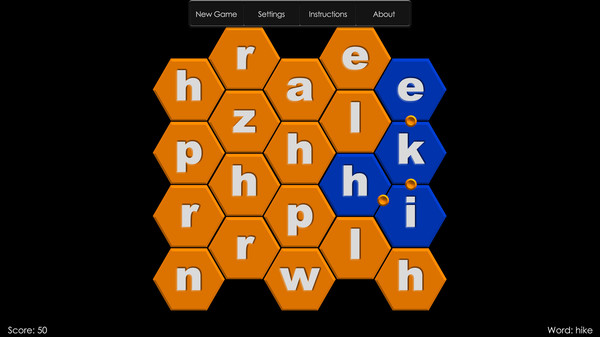 New Game Settings Instructions About
r e
h a e
z l
p h k
h h
r p i
r l
n w h
Score: 50 Word: hike